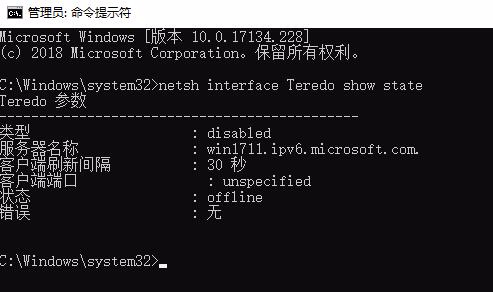 管理员: 命令提示符
Microsoft Windows [版本 10.0.17134.228]
(c) 2018 Microsoft Corporation。保留所有权利。
C:\Windows\system32>netsh interface Teredo show state
Teredo 参数
---------------------------------------------
类型 : disabled
服务器名称 : win1711.ipv6.microsoft.com.
客户端刷新间隔 : 30 秒
客户端端口 : unspecified
状态 : offline
错误 : 无
C:\Windows\system32>